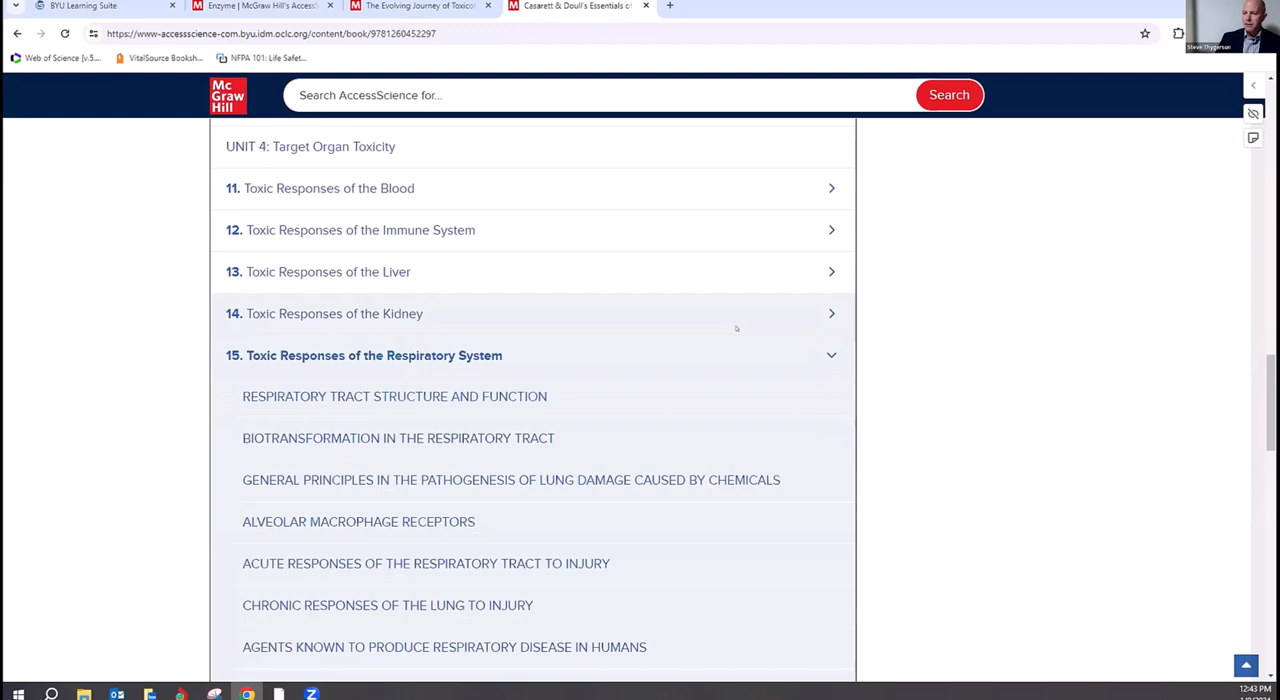 BYU Learning Suite
Enzyme | McGraw Hill's Access
The Evolving Journey of Toxico
Casarett & Doull's Essentials o
https://www-accessscience-com.byu.idm.oclc.org/content/book/9781260452297
Steve Thygerson
Web of Science [v.5....
VitalSource Booksh...
NFPA 101: Life Safet...
Mc
Graw
Hill
Search AccessScience for...
Search
UNIT 4: Target Organ Toxicity
11. Toxic Responses of the Blood
12. Toxic Responses of the Immune System
13. Toxic Responses of the Liver
14. Toxic Responses of the Kidney
15. Toxic Responses of the Respiratory System
RESPIRATORY TRACT STRUCTURE AND FUNCTION
BIOTRANSFORMATION IN THE RESPIRATORY TRACT
GENERAL PRINCIPLES IN THE PATHOGENESIS OF LUNG DAMAGE CAUSED BY CHEMICALS
ALVEOLAR MACROPHAGE RECEPTORS
ACUTE RESPONSES OF THE RESPIRATORY TRACT TO INJURY
CHRONIC RESPONSES OF THE LUNG TO INJURY
AGENTS KNOWN TO PRODUCE RESPIRATORY DISEASE IN HUMANS
12:43 PM